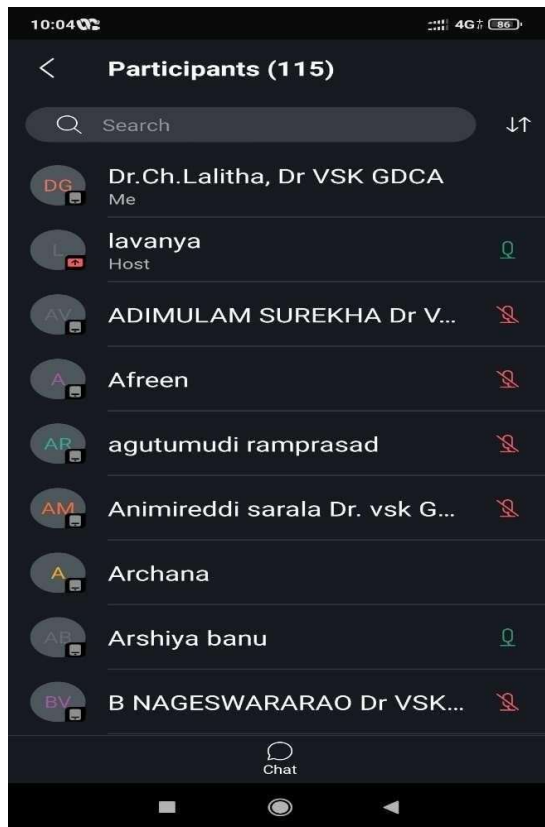 10:04
4G 86
Participants (115)
Search
DG
Dr.Ch.Lalitha, Dr VSK GDCA
Me
L
lavanya
Host
AV
ADIMULAM SUREKHA Dr V...
A
Afreen
AR
agutumudi ramprasad
AM
Animireddi sarala Dr. vsk G...
A
Archana
AB
Arshiya banu
BV
B NAGESWARARAO Dr VSK...
Chat